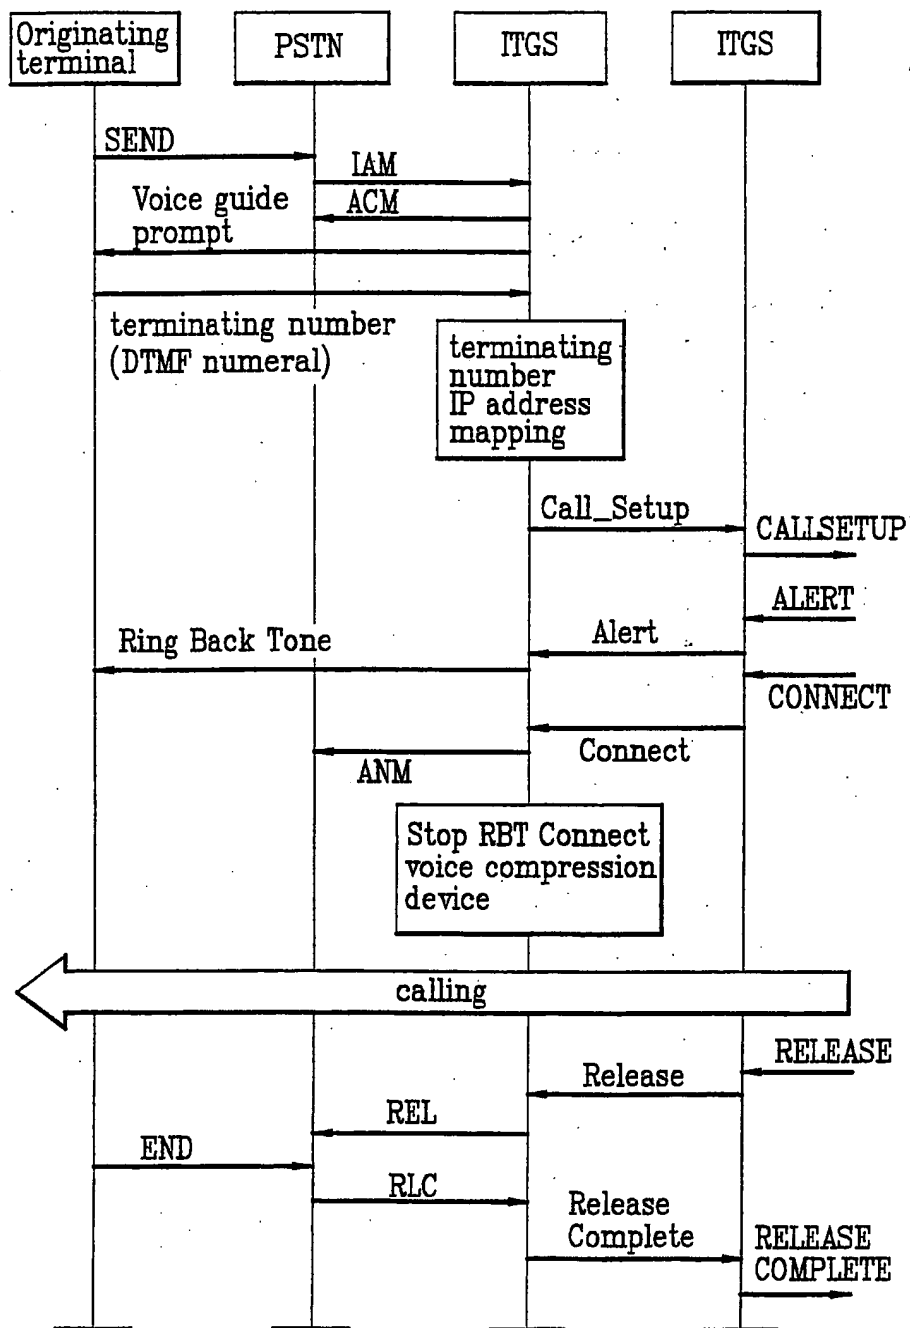 Originating
terminal
PSTN
ITGS
ITGS
SEND
IAM
Voice guide
prompt
ACM
terminating number
(DTMF numeral)
terminating
number
IP address
mapping
Call_Setup
CALLSETUP
ALERT
Alert
Ring Back Tone
CONNECT
Connect
ANM
Stop RBT Connect
voice compression
device
calling
RELEASE
Release
REL
END
RLC
Release
Complete
RELEASE
COMPLETE